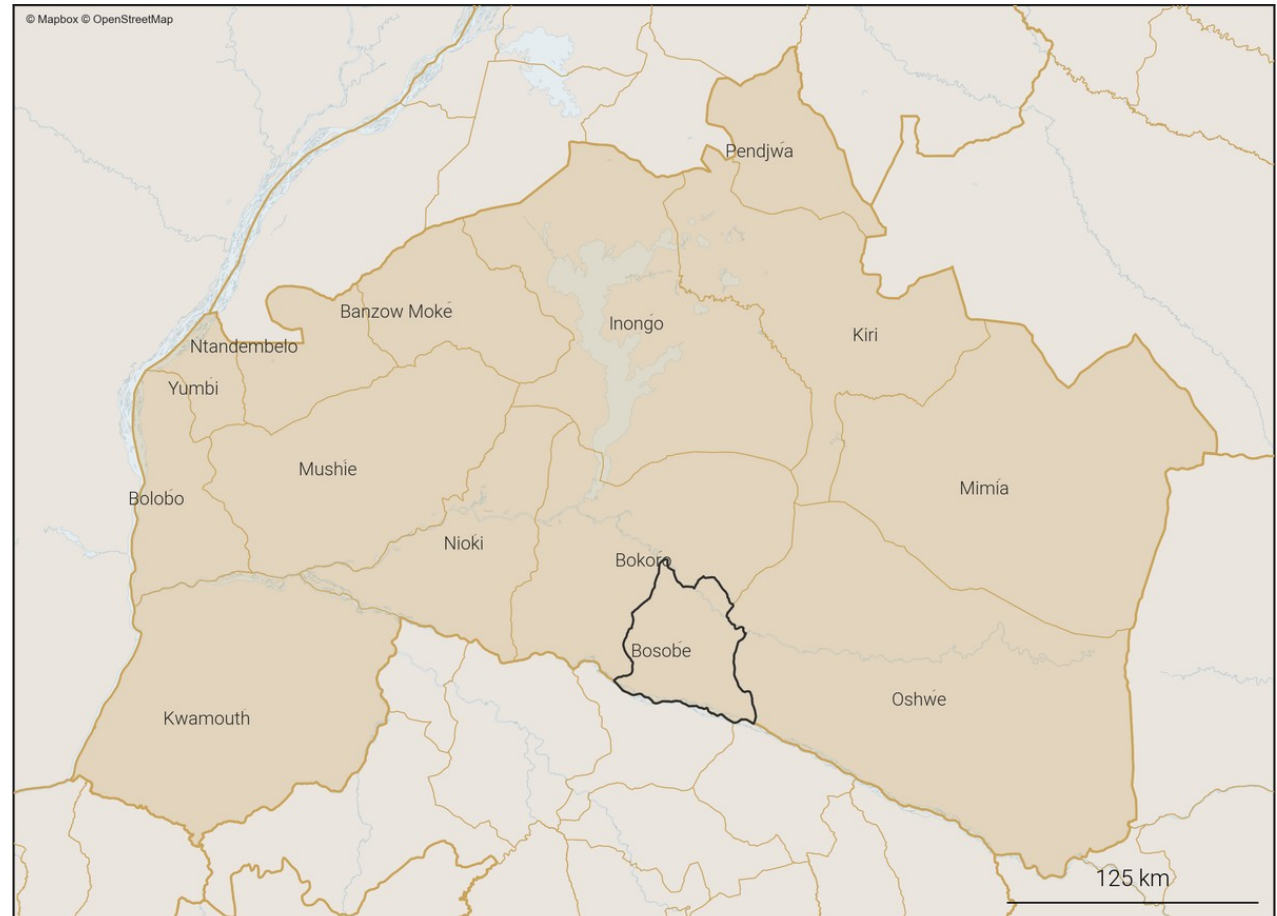 © Mapbox © OpenStreetMap
Pendjwa
Banzow Moke
Inongo
Kiri
Ntandembelo
Yumbi
Mushie
Mimia
Bolobo
Nioki
Bokoro
Bosobe
Oshwe
Kwamouth
125 km